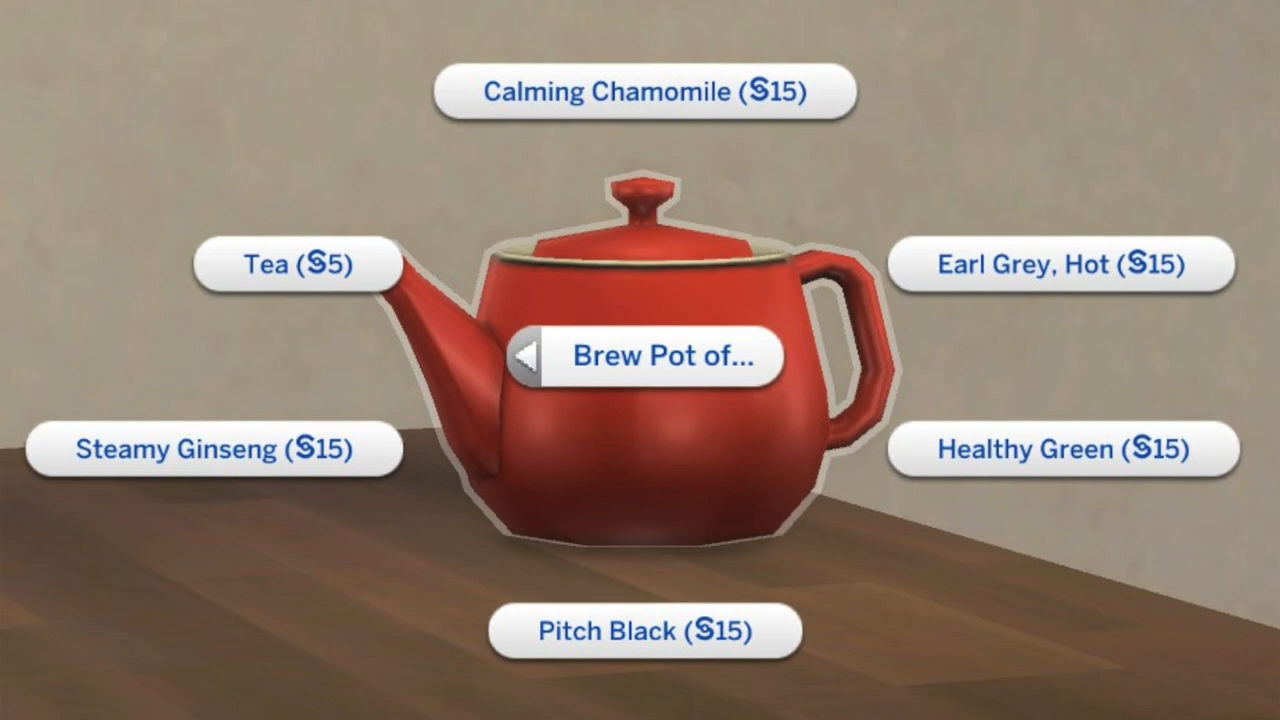 Calming Chamomile (§15)
Tea (§5)
Earl Grey, Hot (§15)
Brew Pot of...
Steamy Ginseng (§15)
Healthy Green (§15)
Pitch Black (§15)